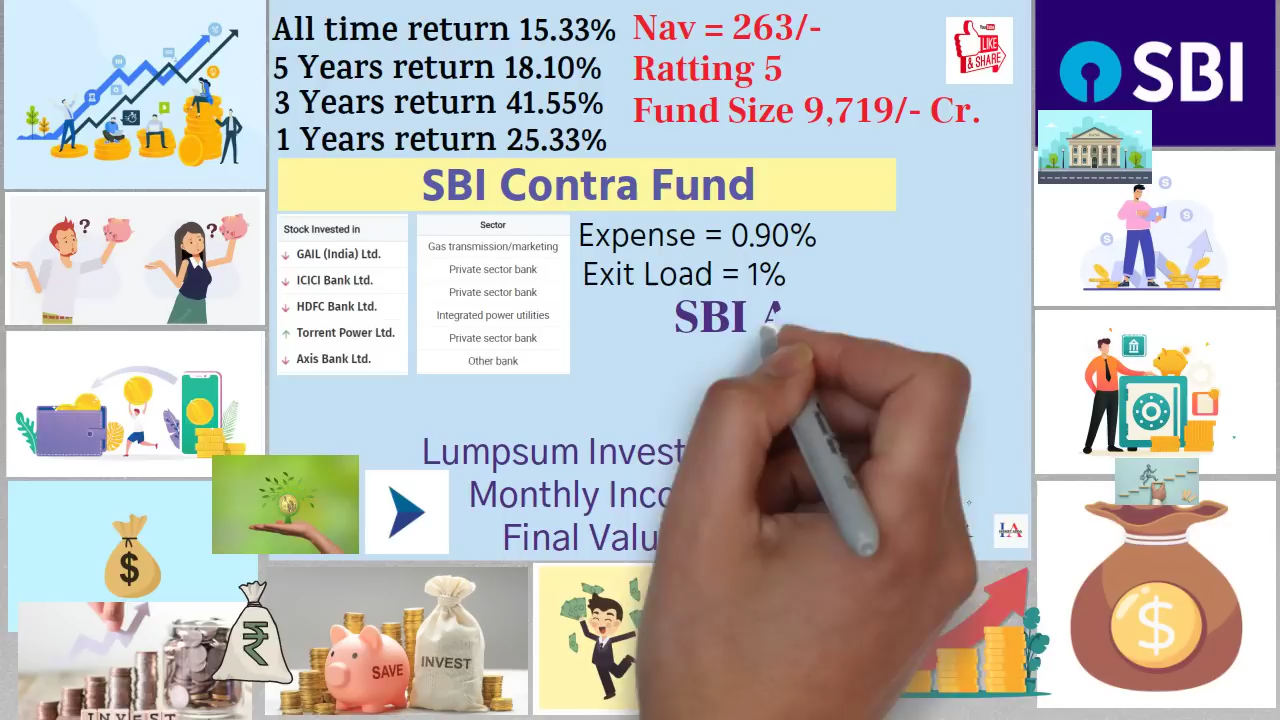 All time return 15.33%
5 Years return 18.10%
3 Years return 41.55%
1 Years return 25.33%
Nav = 263/-
Ratting 5
Fund Size 9,719/- Cr.
YouTube
LIKE
& SHARE
SBI
BANK
SBI Contra Fund
Stock Invested in
GAIL (India) Ltd.
ICICI Bank Ltd.
HDFC Bank Ltd.
Torrent Power Ltd.
Axis Bank Ltd.
Sector
Gas transmission/marketing
Private sector bank
Private sector bank
Integrated power utilities
Private sector bank
Other bank
Expense = 0.90%
Exit Load = 1%
SBI
Lumpsum Invest
Monthly Inco
Final Valu
IA
SAVE
INVEST
INVEST